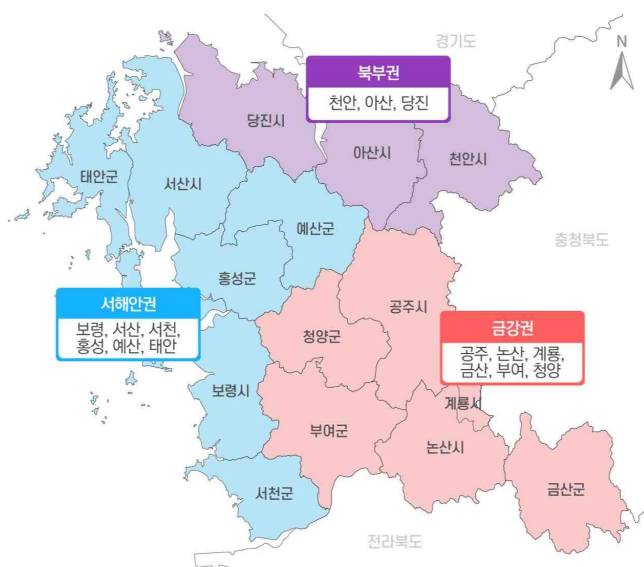 경기도
N
북부권
천안, 아산, 당진
당진시
아산시
천안시
태안군
서산시
예산군
충청북도
홍성군
서해안권
보령, 서산, 서천,
홍성, 예산, 태안
공주시
청양군
금강권
공주, 논산, 계룡,
금산, 부여, 청양
보령시
계룡시
부여군
논산시
서천군
금산군
전라북도